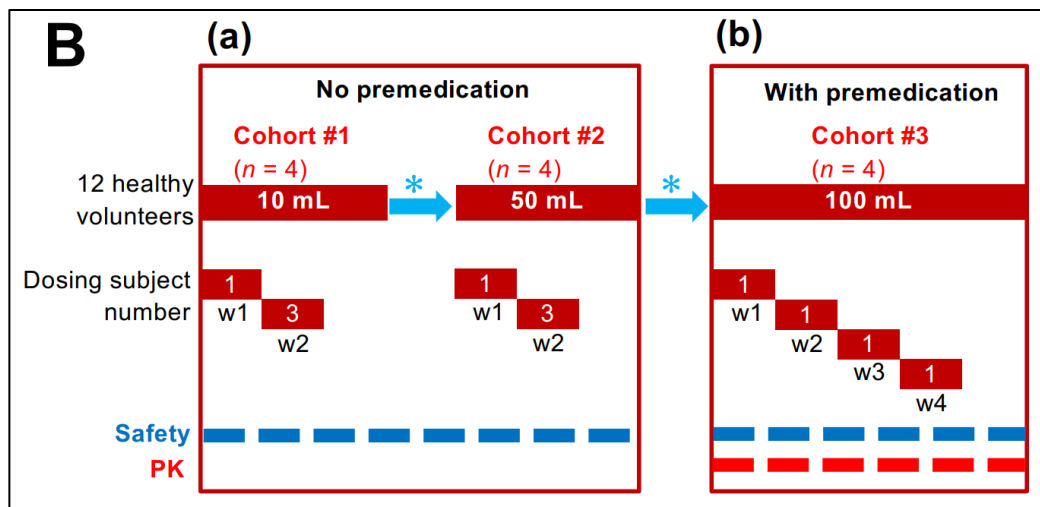 B
(a)
(b)
No premedication
With premedication
Cohort #1
Cohort #2
Cohort #3
(n = 4)
(n = 4)
(n = 4)
12 healthy
volunteers
10 mL
*
50 mL
*
100 mL
Dosing subject
number
1
w1
3
w2
1
w1
3
w2
1
w1
1
w2
1
w3
1
w4
Safety
PK